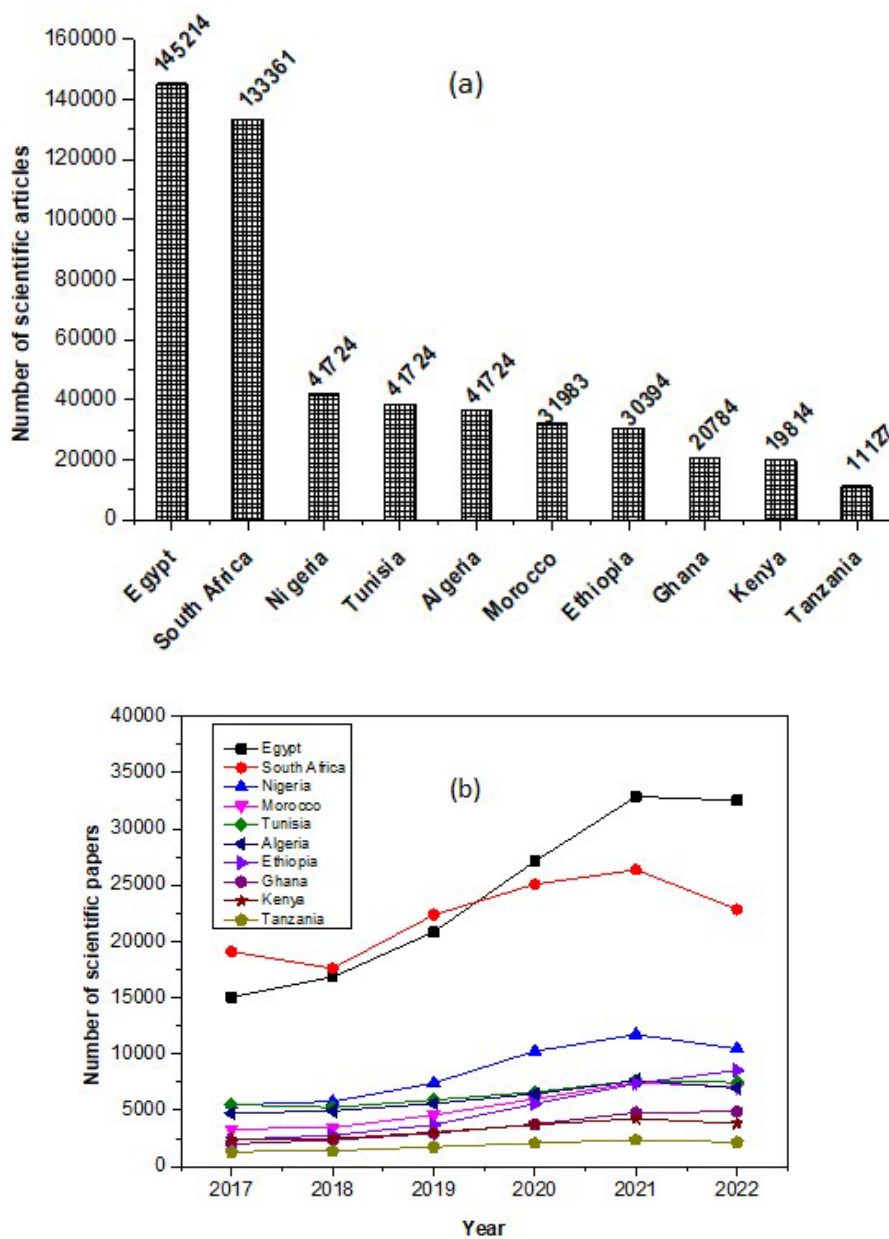 160000
140000
120000
100000
80000
60000
40000
20000
0
Number of scientific articles
(a)
145214
133361
41724
41724
41724
31983
30394
20784
19814
11127
Egypt
South Africa
Nigeria
Tunisia
Algeria
Morocco
Ethiopia
Ghana
Kenya
Tanzania
40000
35000
30000
25000
20000
15000
10000
5000
0
Number of scientific papers
Egypt
South Africa
Nigeria
Morocco
Tunisia
Algeria
Ethiopia
Ghana
Kenya
Tanzania
(b)
2017 2018 2019 2020 2021 2022
Year